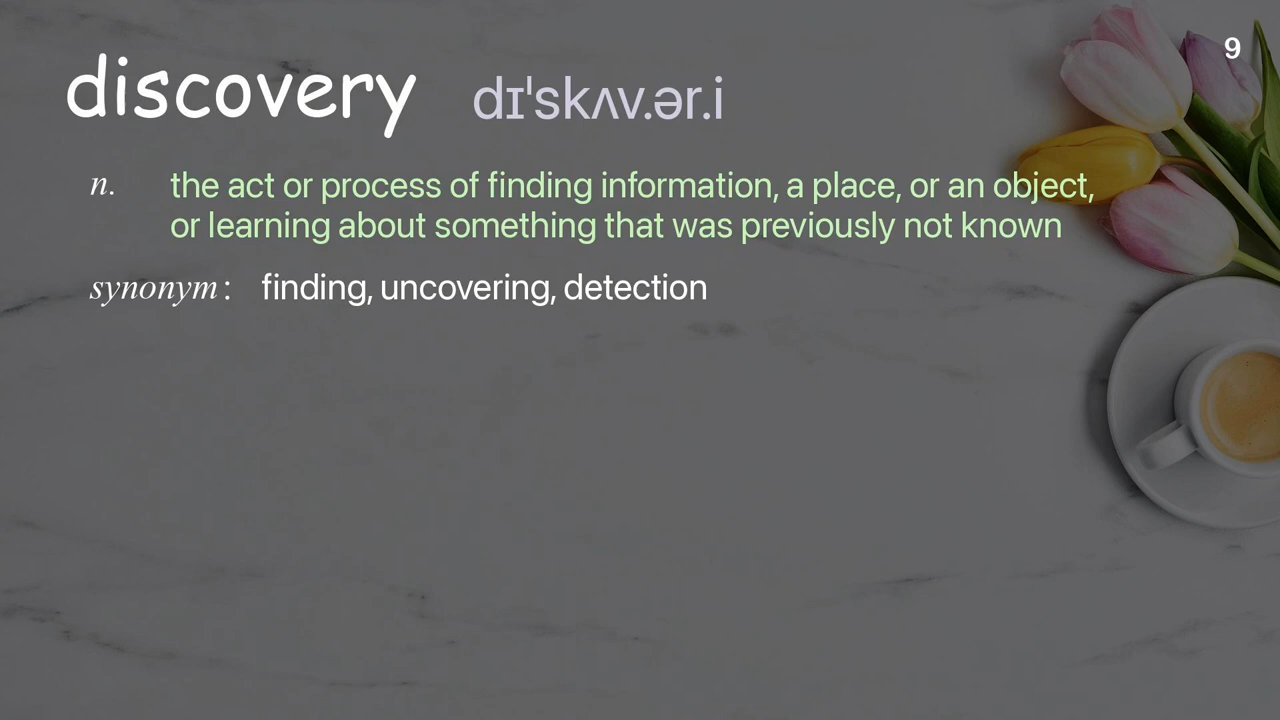 9
discovery dɪˈskʌv.ər.i
n. the act or process of finding information, a place, or an object,
or learning about something that was previously not known
synonym: finding, uncovering, detection